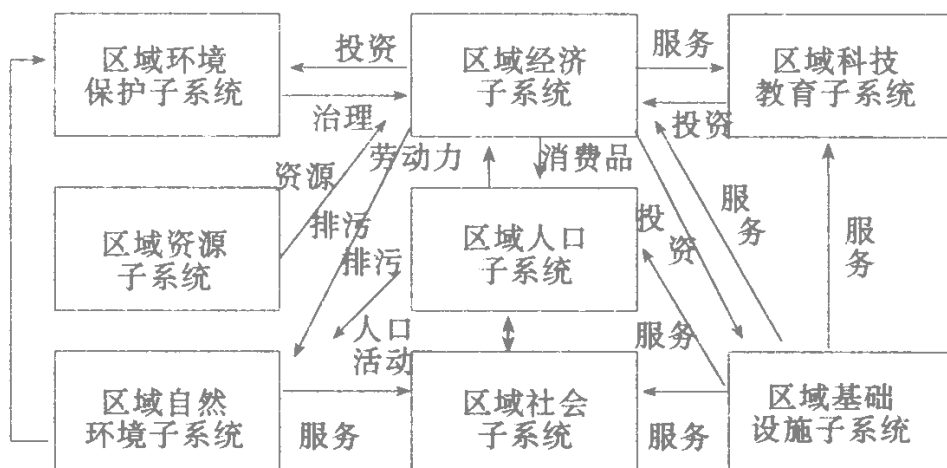 区域环境
保护子系统
投资
治理
区域经济
子系统
服务
投资
区域科技
教育子系统
资源
劳动力
消费品
区域资源
子系统
排污
排污
区域人口
子系统
投
资
服
务
服
务
人口
活动
服务
区域自然
环境子系统
服务
区域社会
子系统
服务
区域基础
设施子系统